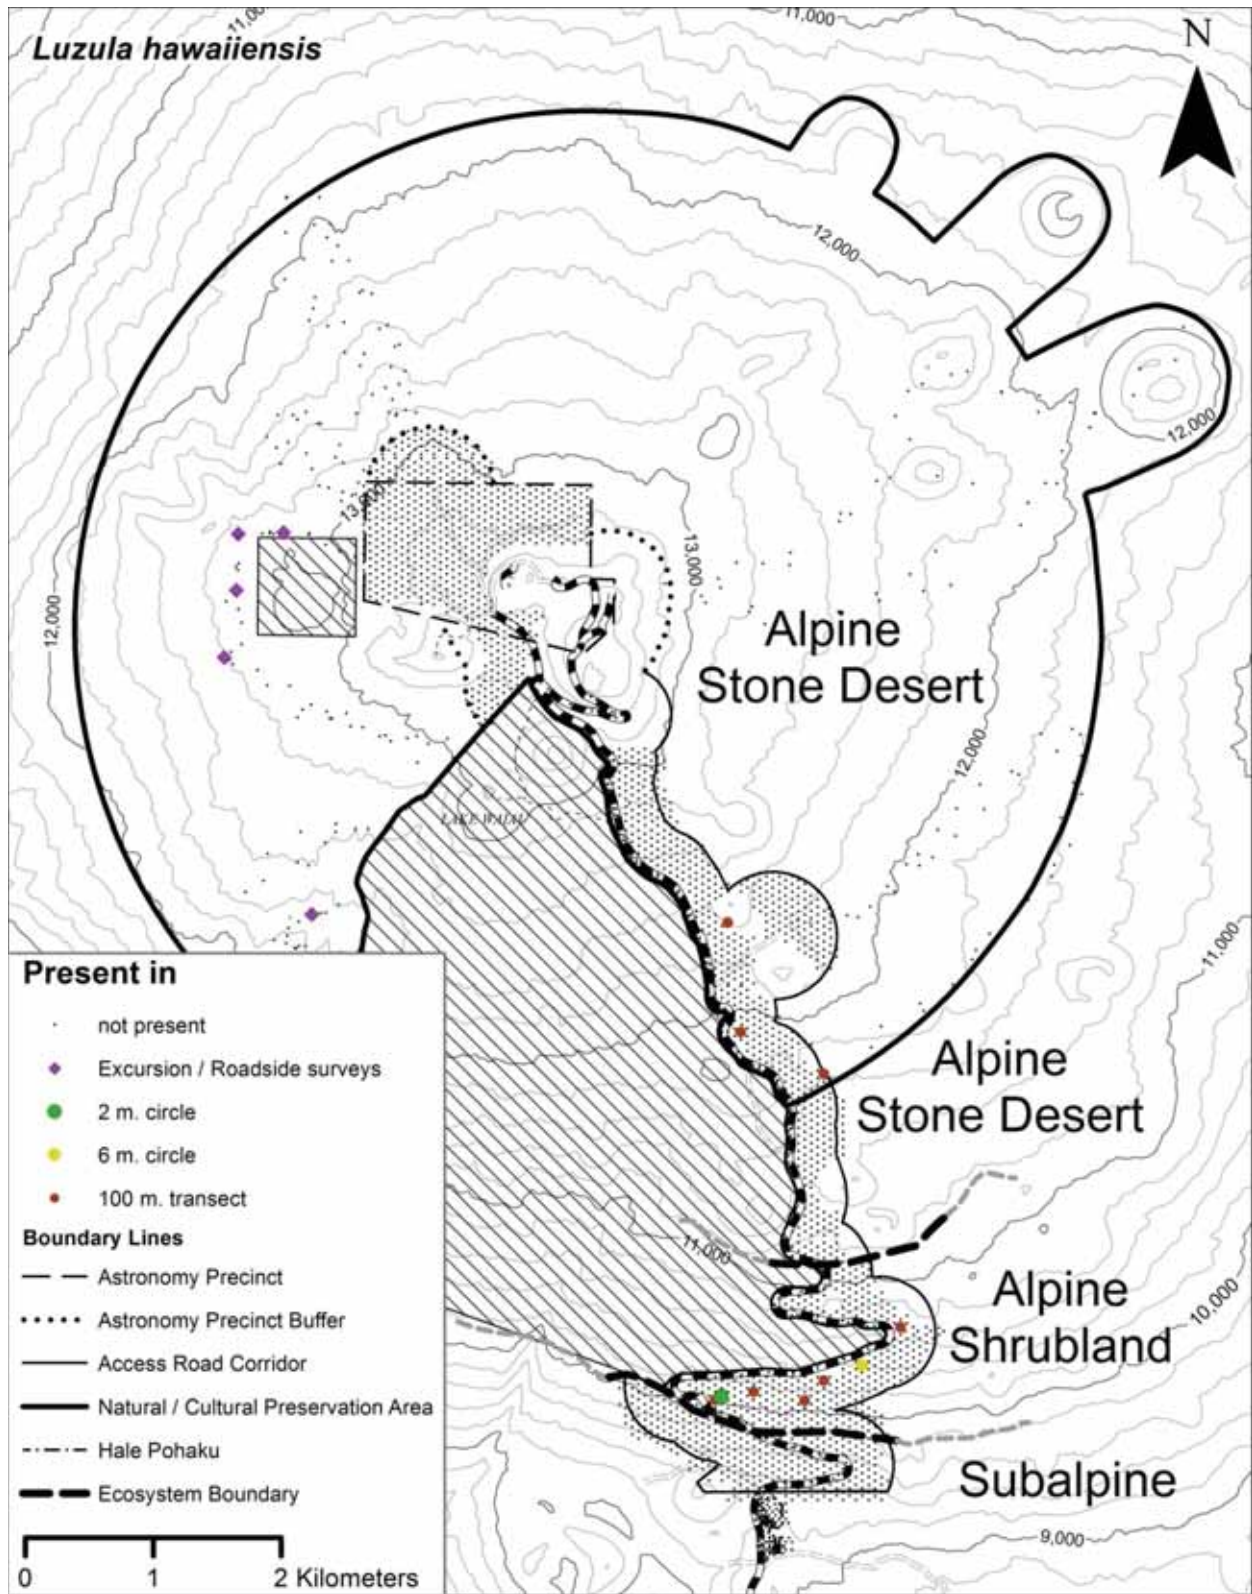 11,000
11,000
Luzula hawaiiensis
N
12,000
12,000
13,000
13,000
12,000
Alpine
Stone Desert
12,000
LAKE WAIAU
11,000
Present in
not present
Excursion / Roadside surveys
2 m. circle
6 m. circle
100 m. transect
Boundary Lines
Astronomy Precinct
Astronomy Precinct Buffer
Access Road Corridor
Natural / Cultural Preservation Area
Hale Pohaku
Ecosystem Boundary
0 1 2 Kilometers
Alpine
Stone Desert
11,000
Alpine
Shrubland
10,000
Subalpine
9,000